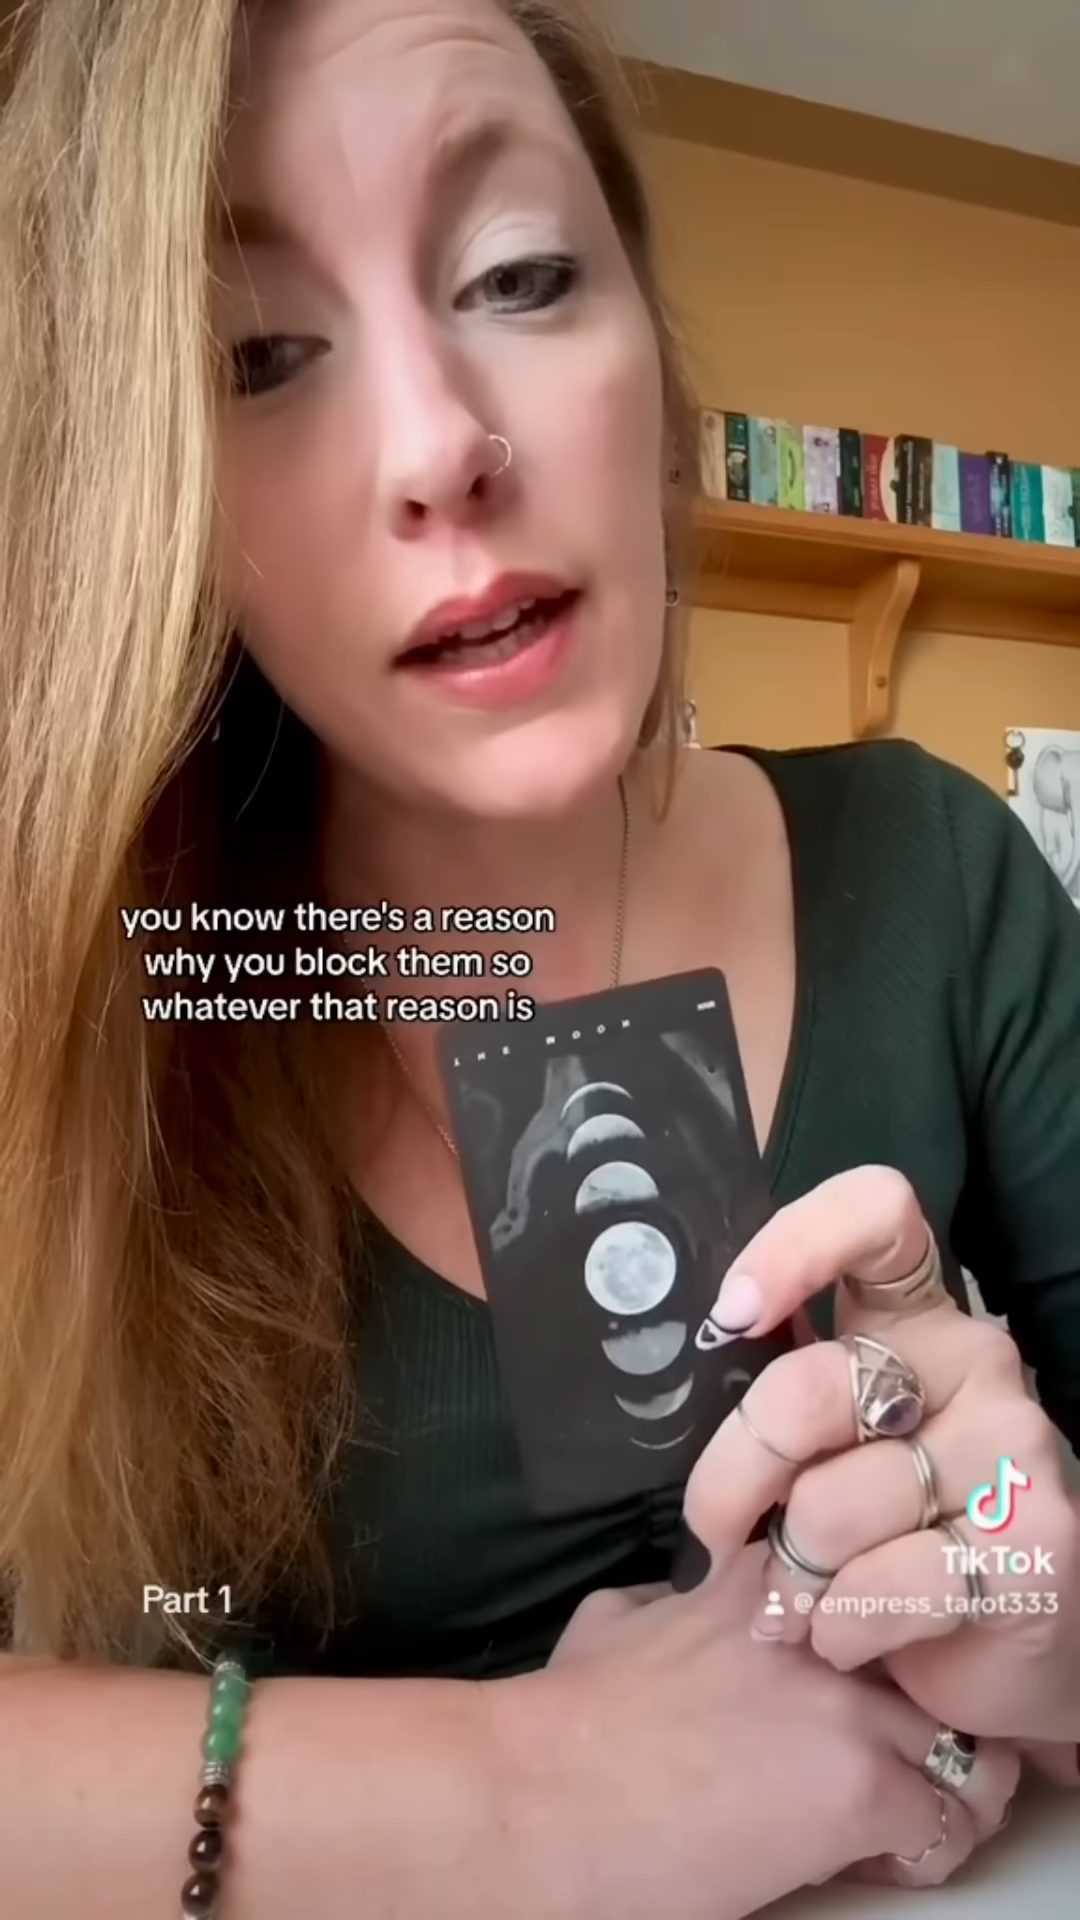 you know there's a reason
why you block them so
whatever that reason is
THE MOON
Part 1
TikTok
@ empress_tarot333